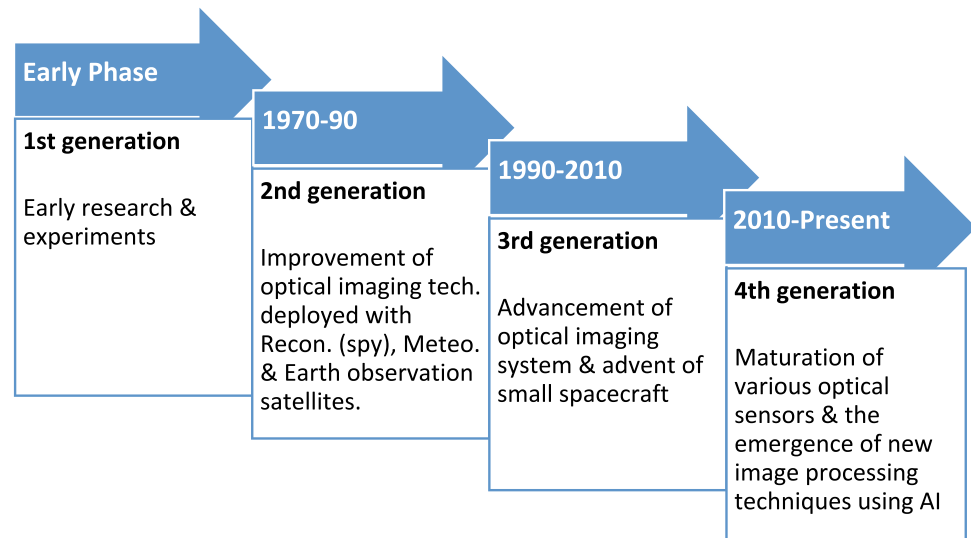 Early Phase
1st generation
Early research &
experiments
1970-90
2nd generation
Improvement of
optical imaging tech.
deployed with
Recon. (spy), Meteo.
& Earth observation
satellites.
1990-2010
3rd generation
Advancement of
optical imaging
system & advent of
small spacecraft
2010-Present
4th generation
Maturation of
various optical
sensors & the
emergence of new
image processing
techniques using AI